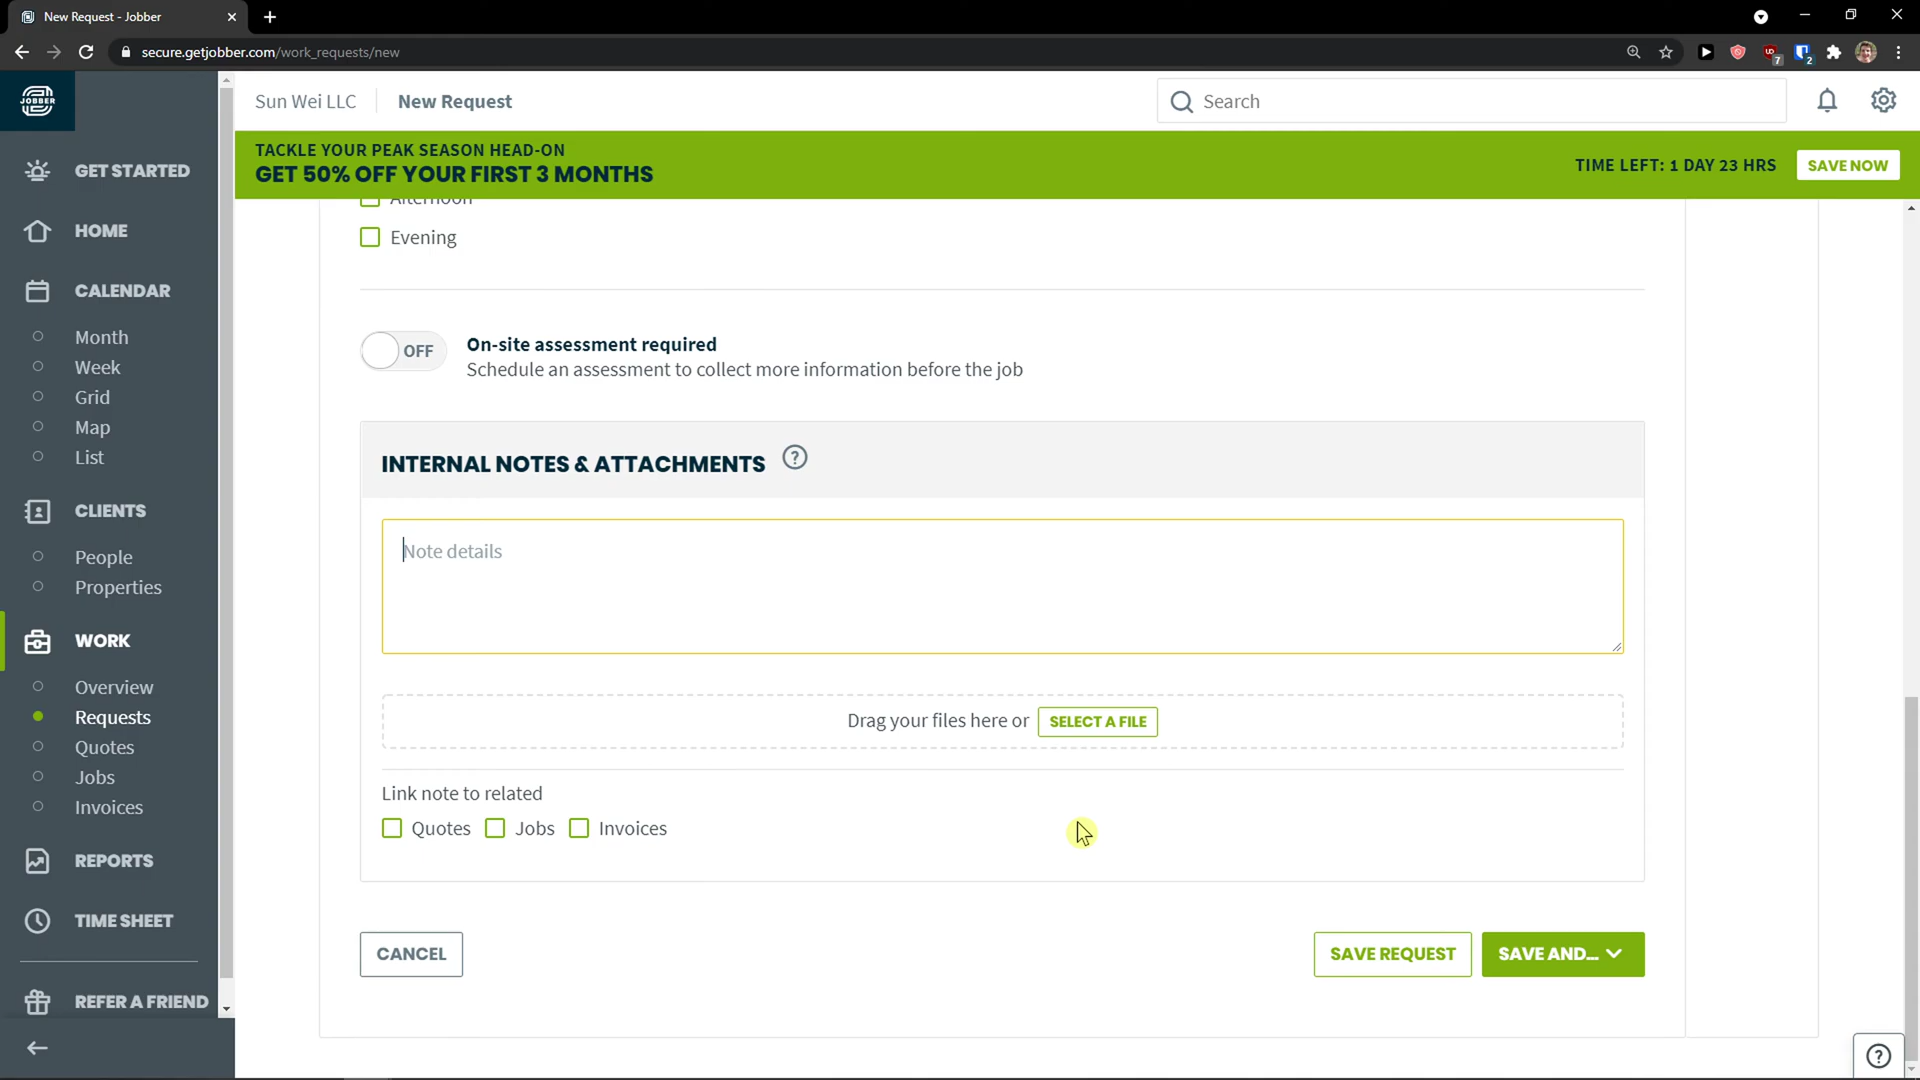 New Request - Jobber
secure.getjobber.com/work_requests/new
7
2
JOBBER
Sun Wei LLC
New Request
Search
TACKLE YOUR PEAK SEASON HEAD-ON
GET 50% OFF YOUR FIRST 3 MONTHS
TIME LEFT: 1 DAY 23 HRS
SAVE NOW
GET STARTED
HOME
CALENDAR
Month
Week
Grid
Map
List
CLIENTS
People
Properties
WORK
Overview
Requests
Quotes
Jobs
Invoices
REPORTS
TIME SHEET
REFER A FRIEND
Afternoon
Evening
OFF
On-site assessment required
Schedule an assessment to collect more information before the job
INTERNAL NOTES & ATTACHMENTS
Note details
Drag your files here or SELECT A FILE
Link note to related
Quotes Jobs Invoices
CANCEL
SAVE REQUEST
SAVE AND...